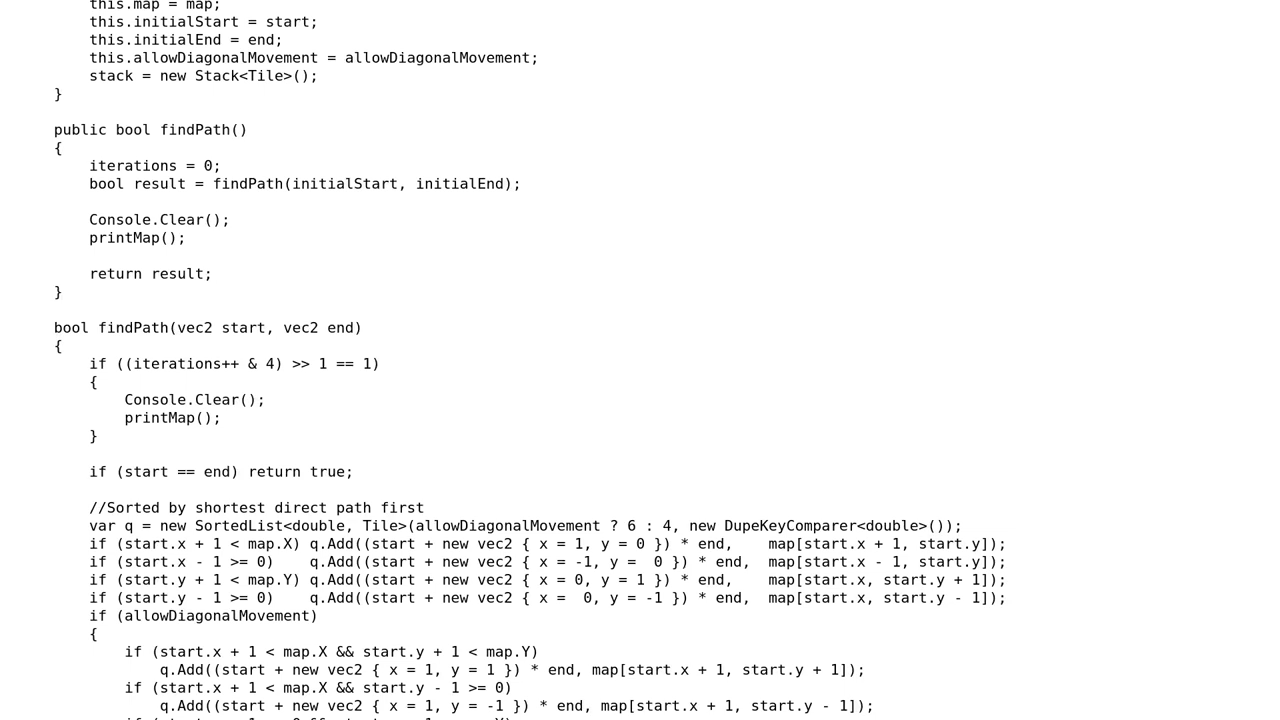 this.map = map;
this.initialStart = start;
this.initialEnd = end;
this.allowDiagonalMovement = allowDiagonalMovement;
stack = new Stack<Tile>();
}
public bool findPath()
{
iterations = 0;
bool result = findPath(initialStart, initialEnd);
Console.Clear();
printMap();
return result;
}
bool findPath(vec2 start, vec2 end)
{
if ((iterations++ & 4) >> 1 == 1)
{
Console.Clear();
printMap();
}
if (start == end) return true;
//Sorted by shortest direct path first
var q = new SortedList<double, Tile>(allowDiagonalMovement ? 6 : 4, new DupeKeyComparer<double>());
if (start.x + 1 < map.X) q.Add((start + new vec2 { x = 1, y = 0 }) * end,    map[start.x + 1, start.y]);
if (start.x - 1 >= 0)    q.Add((start + new vec2 { x = -1, y =  0 }) * end,  map[start.x - 1, start.y]);
if (start.y + 1 < map.Y) q.Add((start + new vec2 { x = 0, y = 1 }) * end,    map[start.x, start.y + 1]);
if (start.y - 1 >= 0)    q.Add((start + new vec2 { x =  0, y = -1 }) * end,  map[start.x, start.y - 1]);
if (allowDiagonalMovement)
{
if (start.x + 1 < map.X && start.y + 1 < map.Y)
q.Add((start + new vec2 { x = 1, y = 1 }) * end, map[start.x + 1, start.y + 1]);
if (start.x + 1 < map.X && start.y - 1 >= 0)
q.Add((start + new vec2 { x = 1, y = -1 }) * end, map[start.x + 1, start.y - 1]);